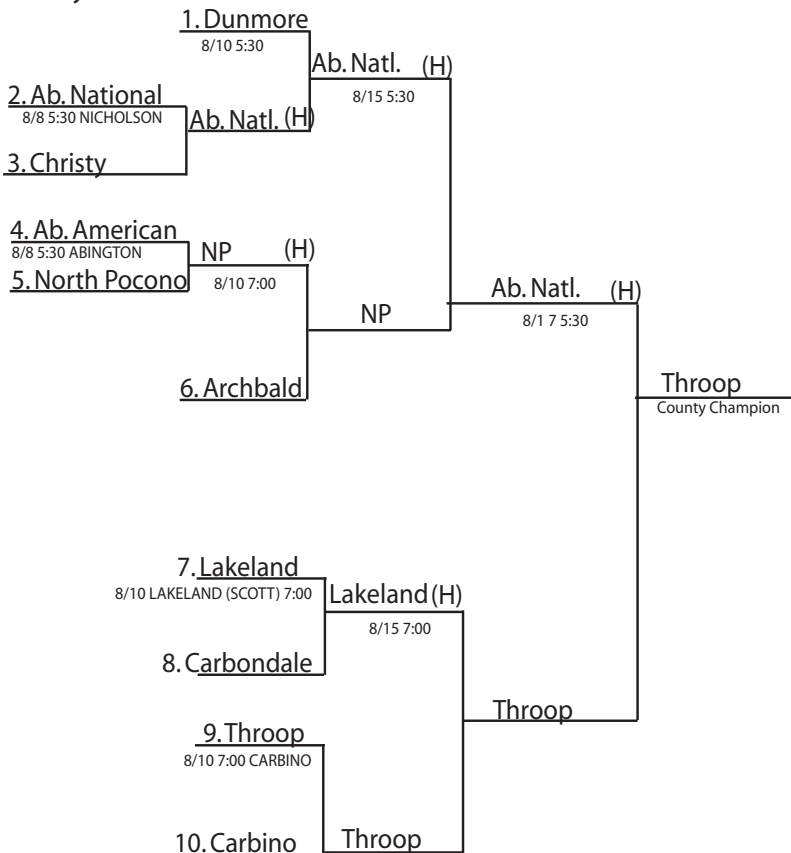 1. Dunmore
8/10 5:30
Ab. Natl. (H)
8/15 5:30
2. Ab. National
8/8 5:30 NICHOLSON
Ab. Natl. (H)
3. Christy
4. Ab. American
8/8 5:30 ABINGTON
NP (H)
5. North Pocono
8/10 7:00
Ab. Natl. (H)
8/1 7 5:30
NP
6. Archbald
Throop
County Champion
7. Lakeland
8/10 LAKELAND (SCOTT) 7:00
Lakeland (H)
8/15 7:00
8. Carbondale
Throop
9. Throop
8/10 7:00 CARBINO
10. Carbino
Throop